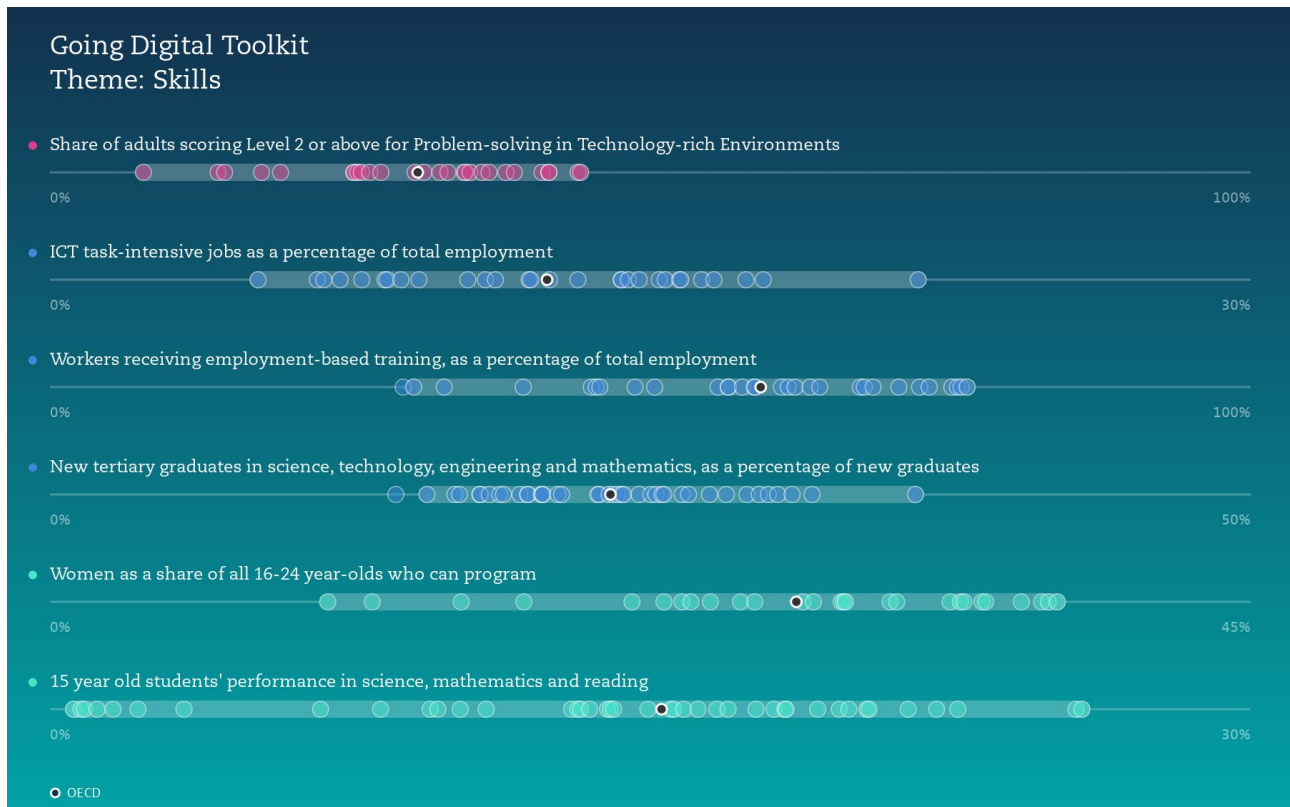 Going Digital Toolkit
Theme: Skills
Share of adults scoring Level 2 or above for Problem-solving in Technology-rich Environments
0% 100%
ICT task-intensive jobs as a percentage of total employment
0% 30%
Workers receiving employment-based training, as a percentage of total employment
0% 100%
New tertiary graduates in science, technology, engineering and mathematics, as a percentage of new graduates
0% 50%
Women as a share of all 16-24 year-olds who can program
0% 45%
15 year old students' performance in science, mathematics and reading
0% 30%
OECD